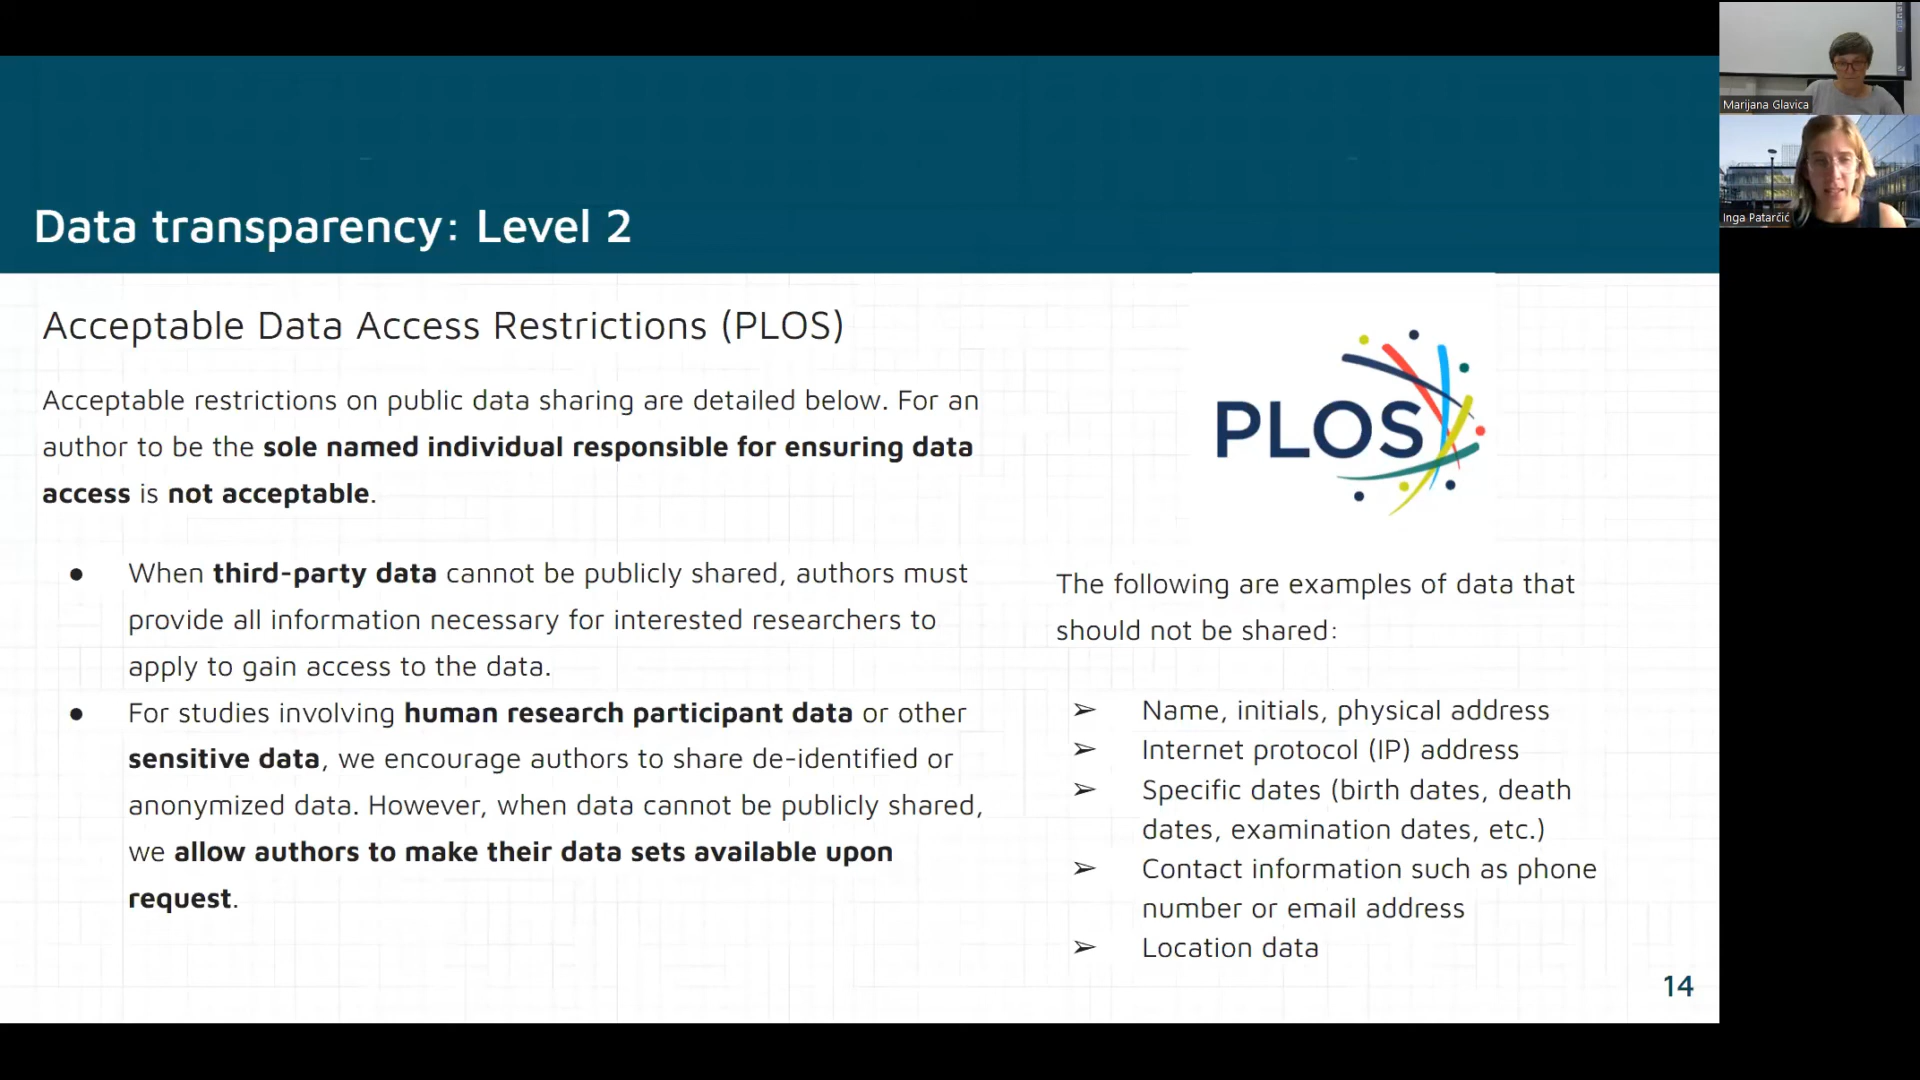 Data transparency: Level 2
Acceptable Data Access Restrictions (PLOS)
Acceptable restrictions on public data sharing are detailed below. For an
author to be the sole named individual responsible for ensuring data
access is not acceptable.
● When third-party data cannot be publicly shared, authors must
provide all information necessary for interested researchers to
apply to gain access to the data.
● For studies involving human research participant data or other
sensitive data, we encourage authors to share de-identified or
anonymized data. However, when data cannot be publicly shared,
we allow authors to make their data sets available upon
request.
PLOS
The following are examples of data that
should not be shared:
➢ Name, initials, physical address
➢ Internet protocol (IP) address
➢ Specific dates (birth dates, death
dates, examination dates, etc.)
➢ Contact information such as phone
number or email address
➢ Location data
14
Marijana Glavica
Inga Patarčić